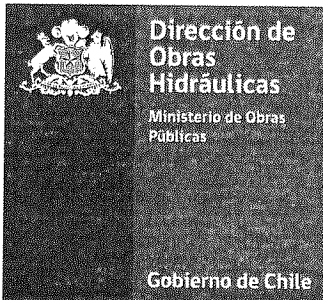 Dirección de
Obras
Hidráulicas
Ministerio de Obras
Públicas
Gobierno de Chile